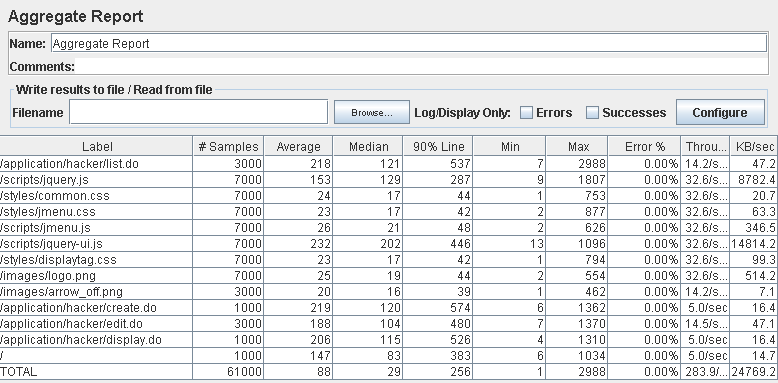 Aggregate Report
Name: Aggregate Report
Comments:
Write results to file / Read from file
Filename Browse... Log/Display Only: Errors Successes Configure
Label # Samples Average Median 90% Line Min Max Error % Throu... KB/sec
/application/hacker/list.do 3000 218 121 537 7 2988 0.00% 14.2/s... 47.2
/scripts/jquery.js 7000 153 129 287 9 1807 0.00% 32.6/s... 8782.4
/styles/common.css 7000 24 17 44 1 753 0.00% 32.6/s... 20.7
/styles/jmenu.css 7000 23 17 42 2 877 0.00% 32.6/s... 63.3
/scripts/jmenu.js 7000 26 21 48 2 626 0.00% 32.6/s... 346.5
/scripts/jquery-ui.js 7000 232 202 446 13 1096 0.00% 32.6/s... 14814.2
/styles/displaytag.css 7000 23 17 42 1 794 0.00% 32.6/s... 99.3
/images/logo.png 7000 25 19 44 2 554 0.00% 32.6/s... 514.2
/images/arrow_off.png 3000 20 16 39 1 462 0.00% 14.2/s... 7.1
/application/hacker/create.do 1000 219 120 574 6 1362 0.00% 5.0/sec 16.4
/application/hacker/edit.do 3000 188 104 480 7 1370 0.00% 14.5/s... 47.1
/application/hacker/display.do 1000 206 115 526 4 1310 0.00% 5.0/sec 16.4
/ 1000 147 83 383 6 1034 0.00% 5.0/sec 14.7
TOTAL 61000 88 29 256 1 2988 0.00% 283.9/... 24769.2